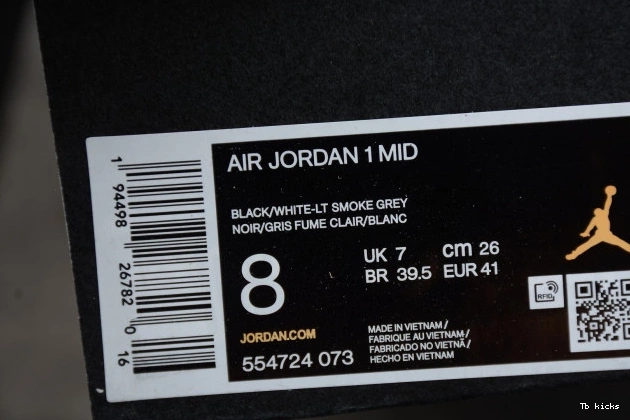 AIR JORDAN 1 MID
BLACK/WHITE-LT SMOKE GREY
NOIR/GRIS FUME CLAIR/BLANC
8
UK 7
cm 26
BR 39.5
EUR 41
RFID
JORDAN.COM
554724 073
MADE IN VIETNAM /
FABRIQUE AU VIETNAM /
FABRICADO NO VIETNÃ /
HECHO EN VIETNAM
1 94498 26782 0 16
Tb kicks